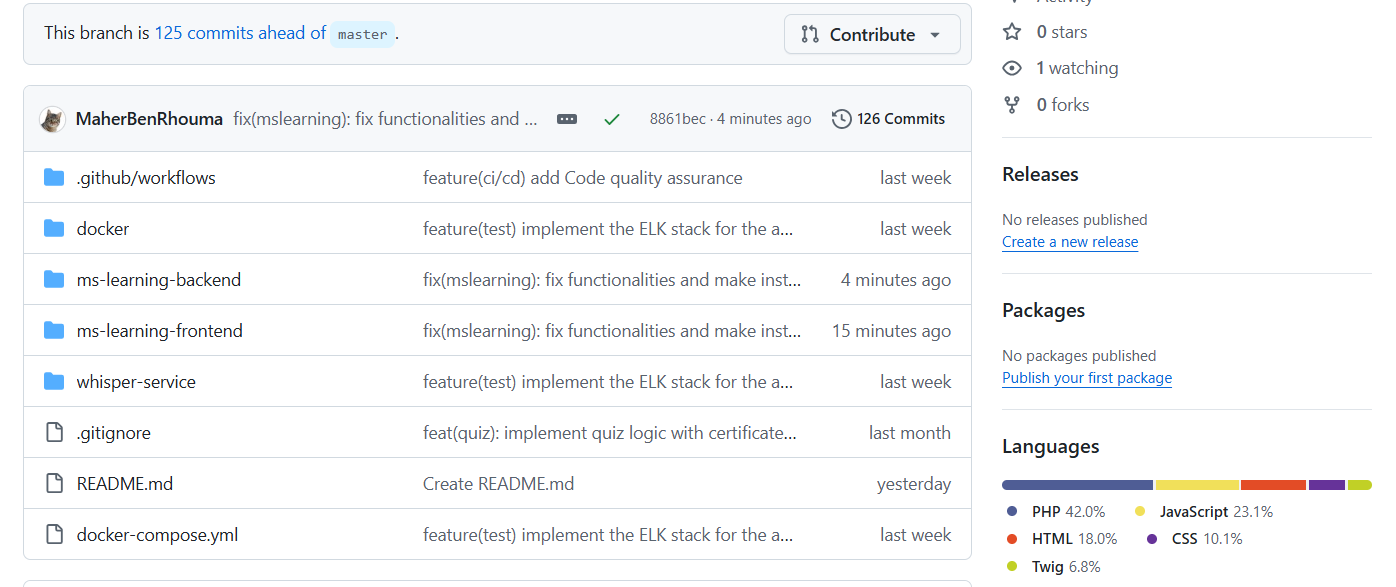 This branch is 125 commits ahead of master.
Contribute
MaherBenRhouma fix(mslearning): fix functionalities and ...
8861bec · 4 minutes ago
126 Commits
.github/workflows feature(ci/cd) add Code quality assurance last week
docker feature(test) implement the ELK stack for the a... last week
ms-learning-backend fix(mslearning): fix functionalities and make inst... 4 minutes ago
ms-learning-frontend fix(mslearning): fix functionalities and make inst... 15 minutes ago
whisper-service feature(test) implement the ELK stack for the a... last week
.gitignore feat(quiz): implement quiz logic with certificate... last month
README.md Create README.md yesterday
docker-compose.yml feature(test) implement the ELK stack for the a... last week
Activity
0 stars
1 watching
0 forks
Releases
No releases published
Create a new release
Packages
No packages published
Publish your first package
Languages
PHP 42.0% JavaScript 23.1%
HTML 18.0% CSS 10.1%
Twig 6.8%